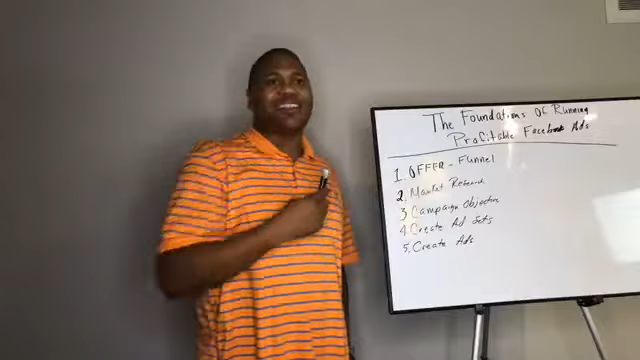 The Foundations Of Running
Profitable Facebook Ads
1. OFFER - Funnel
2. Market Research
3 Campaign Objective
4. Create Ad Sets
5. Create Ads